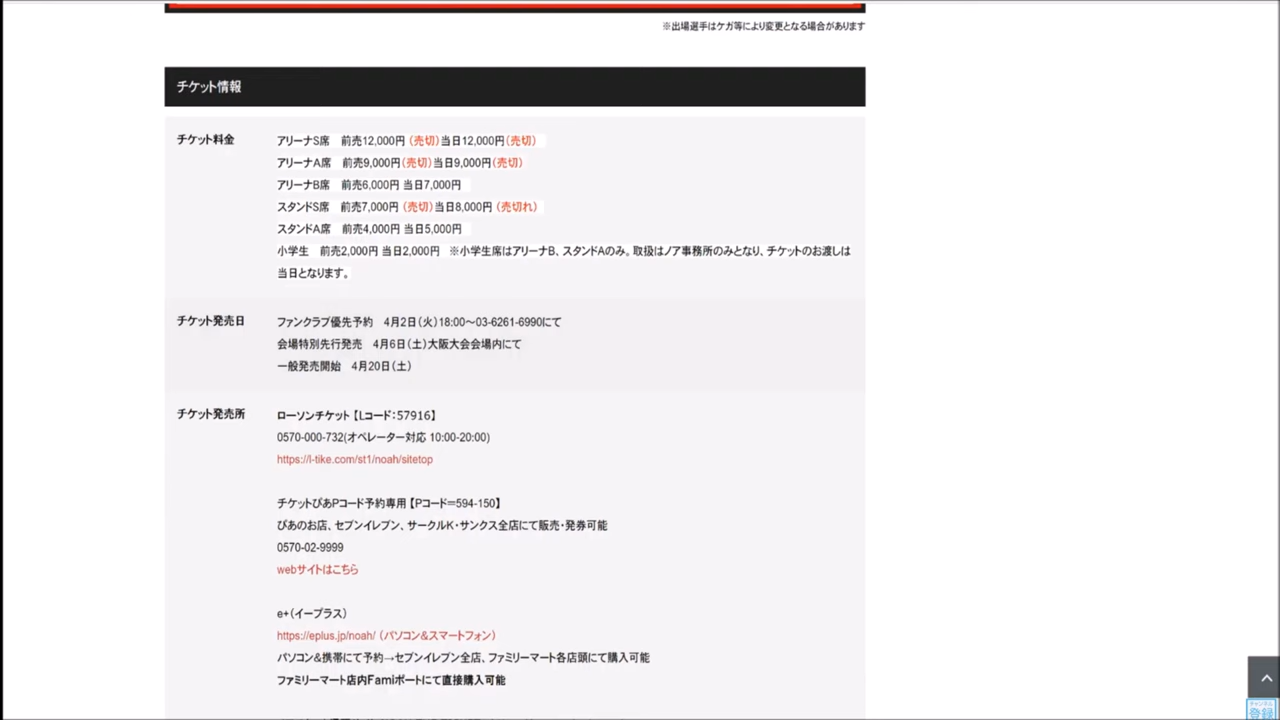 ※出場選手はケガ等により変更となる場合があります
チケット情報
チケット料金
アリーナS席　前売12,000円 （売切）当日12,000円（売切）
アリーナA席　前売9,000円（売切）当日9,000円（売切）
アリーナB席　前売6,000円 当日7,000円
スタンドS席　前売7,000円 （売切）当日8,000円 （売切れ）
スタンドA席　前売4,000円 当日5,000円
小学生　前売2,000円 当日2,000円　※小学生席はアリーナB、スタンドAのみ。取扱はノア事務所のみとなり、チケットのお渡しは
当日となります。
チケット発売日
ファンクラブ優先予約　4月2日（火）18:00〜03-6261-6990にて
会場特別先行発売　4月6日（土）大阪大会会場内にて
一般発売開始　4月20日（土）
チケット発売所
ローソンチケット【Lコード：57916】
0570-000-732(オペレーター対応 10:00-20:00)
https://l-tike.com/st1/noah/sitetop
チケットぴあPコード予約専用【Pコード＝594-150】
ぴあのお店、セブンイレブン、サークルK・サンクス全店にて販売・発券可能
0570-02-9999
webサイトはこちら
e+（イープラス）
https://eplus.jp/noah/ （パソコン&スマートフォン）
パソコン&携帯にて予約→セブンイレブン全店、ファミリーマート各店頭にて購入可能
ファミリーマート店内Famiポートにて直接購入可能
チャンネル
登録